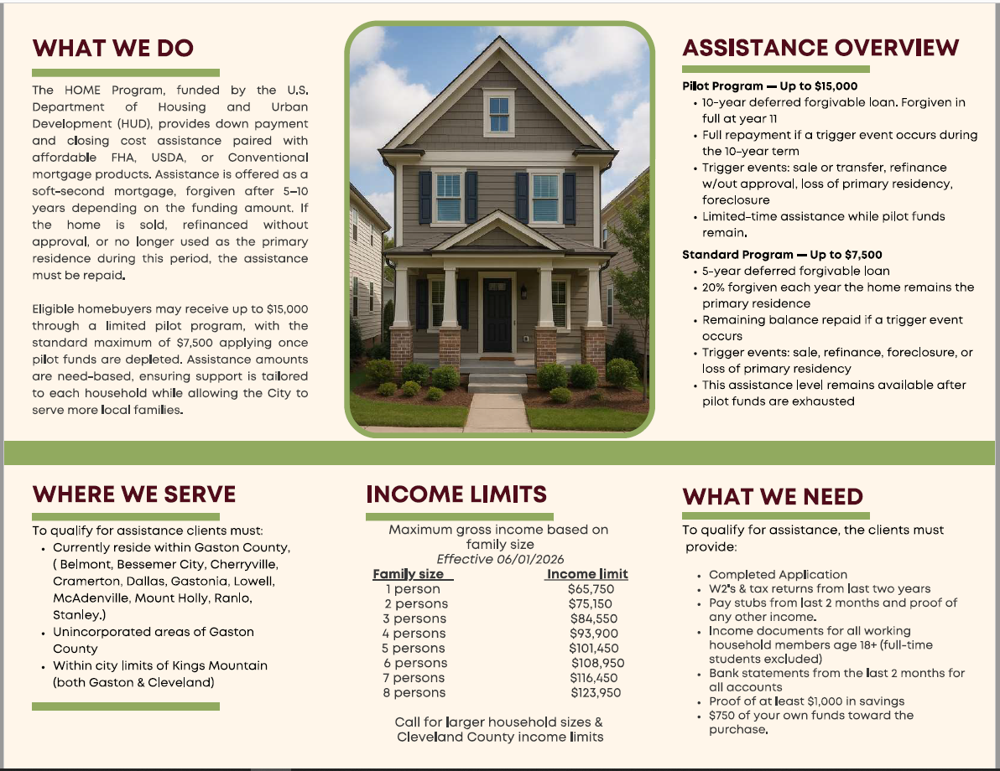 WHAT WE DO
The HOME Program, funded by the U.S.
Department of Housing and Urban
Development (HUD), provides down payment
and closing cost assistance paired with
affordable FHA, USDA, or Conventional
mortgage products. Assistance is offered as a
soft-second mortgage, forgiven after 5–10
years depending on the funding amount. If
the home is sold, refinanced without
approval, or no longer used as the primary
residence during this period, the assistance
must be repaid.
Eligible homebuyers may receive up to $15,000
through a limited pilot program, with the
standard maximum of $7,500 applying once
pilot funds are depleted. Assistance amounts
are need-based, ensuring support is tailored
to each household while allowing the City to
serve more local families.
ASSISTANCE OVERVIEW
Pilot Program — Up to $15,000
• 10-year deferred forgivable loan. Forgiven in
full at year 11
• Full repayment if a trigger event occurs during
the 10-year term
• Trigger events: sale or transfer, refinance
w/out approval, loss of primary residency,
foreclosure
• Limited-time assistance while pilot funds
remain.
Standard Program — Up to $7,500
• 5-year deferred forgivable loan
• 20% forgiven each year the home remains the
primary residence
• Remaining balance repaid if a trigger event
occurs
• Trigger events: sale, refinance, foreclosure, or
loss of primary residency
• This assistance level remains available after
pilot funds are exhausted
WHERE WE SERVE
To qualify for assistance clients must:
• Currently reside within Gaston County,
( Belmont, Bessemer City, Cherryville,
Cramerton, Dallas, Gastonia, Lowell,
McAdenville, Mount Holly, Ranlo,
Stanley.)
• Unincorporated areas of Gaston
County
• Within city limits of Kings Mountain
(both Gaston & Cleveland)
INCOME LIMITS
Maximum gross income based on
family size
Effective 06/01/2026
Family size Income limit
1 person $65,750
2 persons $75,150
3 persons $84,550
4 persons $93,900
5 persons $101,450
6 persons $108,950
7 persons $116,450
8 persons $123,950
Call for larger household sizes &
Cleveland County income limits
WHAT WE NEED
To qualify for assistance, the clients must
provide:
• Completed Application
• W2's & tax returns from last two years
• Pay stubs from last 2 months and proof of
any other income.
• Income documents for all working
household members age 18+ (full-time
students excluded)
• Bank statements from the last 2 months for
all accounts
• Proof of at least $1,000 in savings
• $750 of your own funds toward the
purchase.